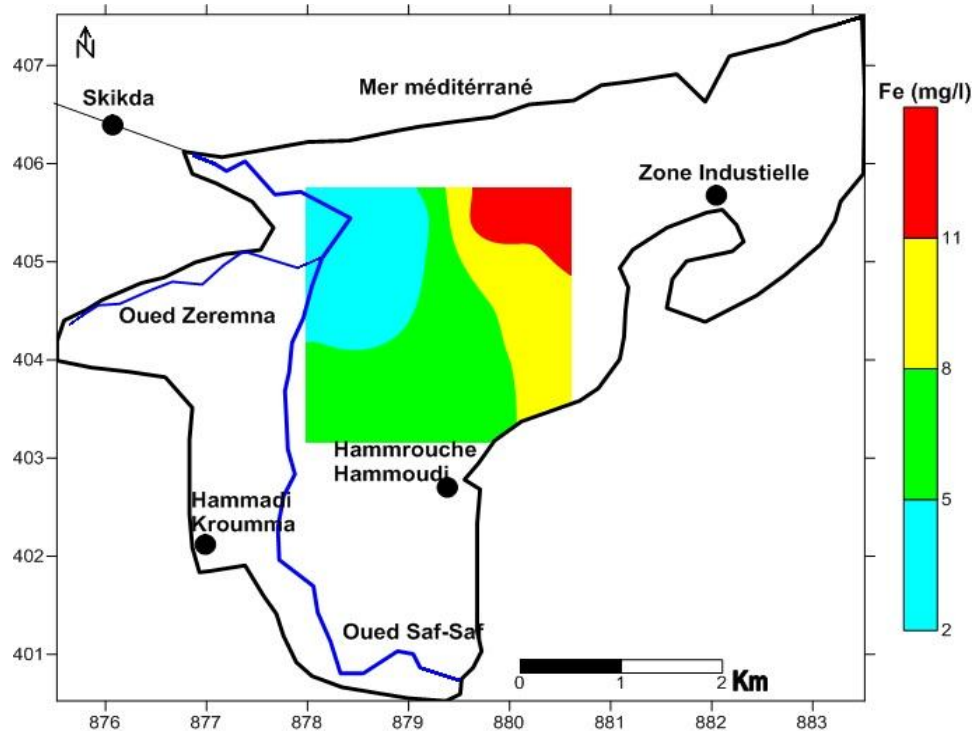 N
407
406
405
404
403
402
401
Skikda
Mer méditérrané
Zone Industielle
Oued Zeremna
Hammrouche
Hammoudi
Hammadi
Kroumma
Oued Saf-Saf
0 1 2 Km
876 877 878 879 880 881 882 883
Fe (mg/l)
11
8
5
2